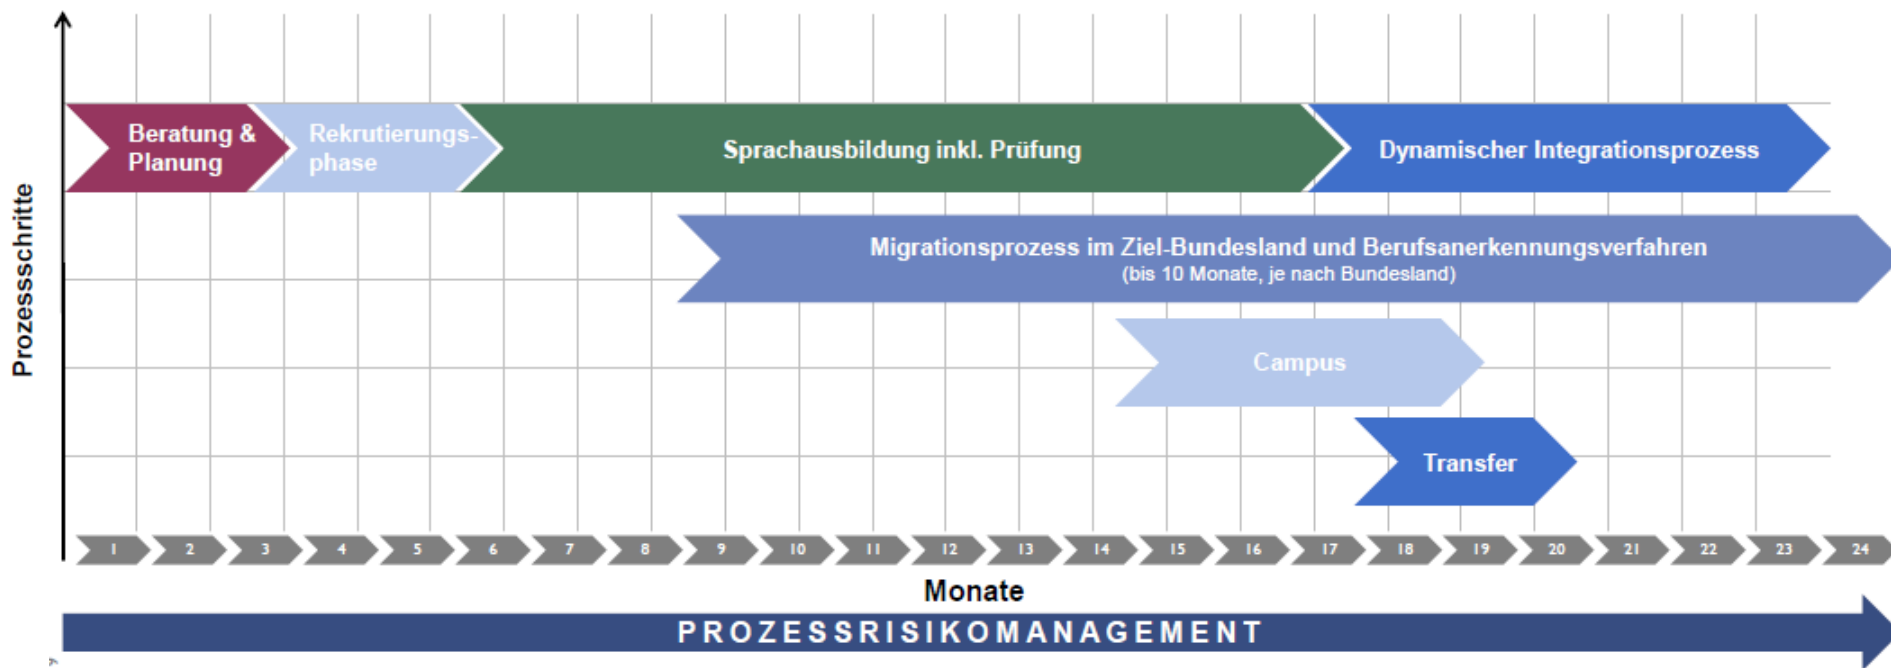 Prozessschritte
Beratung &
Planung
Rekrutierungs-
phase
Sprachausbildung inkl. Prüfung
Dynamischer Integrationsprozess
Migrationsprozess im Ziel-Bundesland und Berufsanerkennungsverfahren
(bis 10 Monate, je nach Bundesland)
Campus
Transfer
1 2 3 4 5 6 7 8 9 10 11 12 13 14 15 16 17 18 19 20 21 22 23 24
Monate
PROZESSRISIKOMANAGEMENT